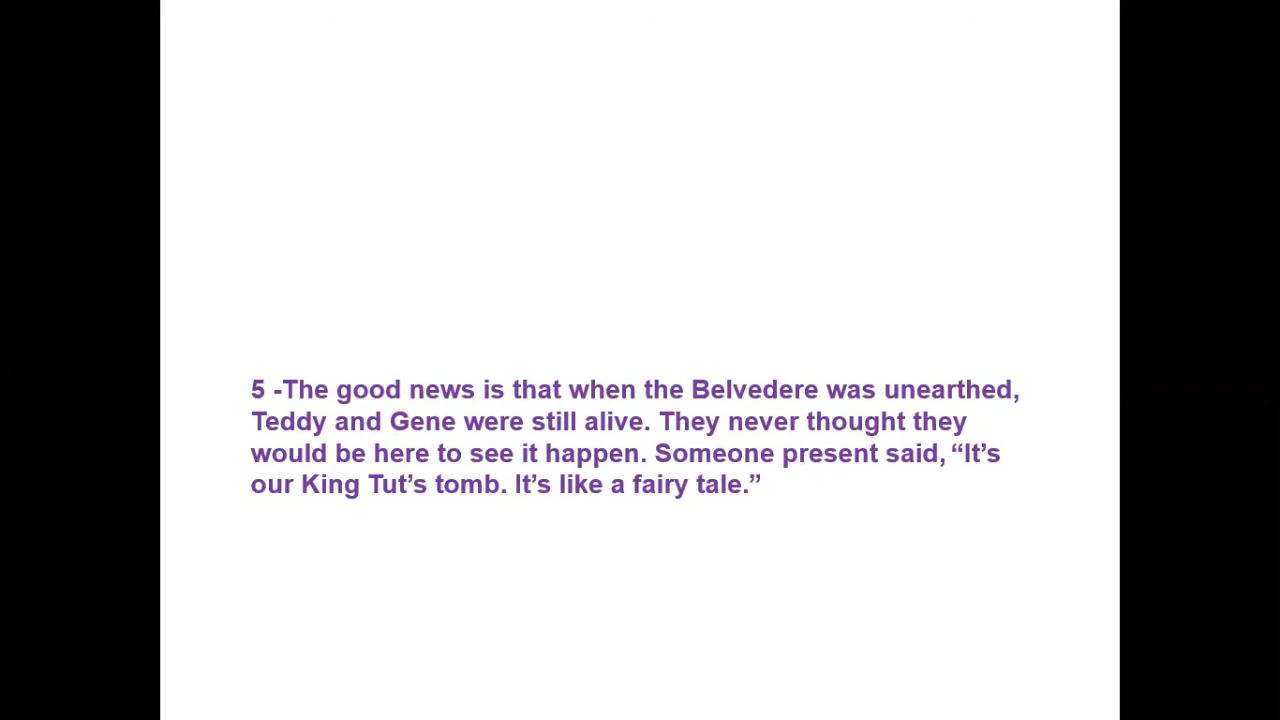 5 -The good news is that when the Belvedere was unearthed,
Teddy and Gene were still alive. They never thought they
would be here to see it happen. Someone present said, “It’s
our King Tut’s tomb. It’s like a fairy tale.”